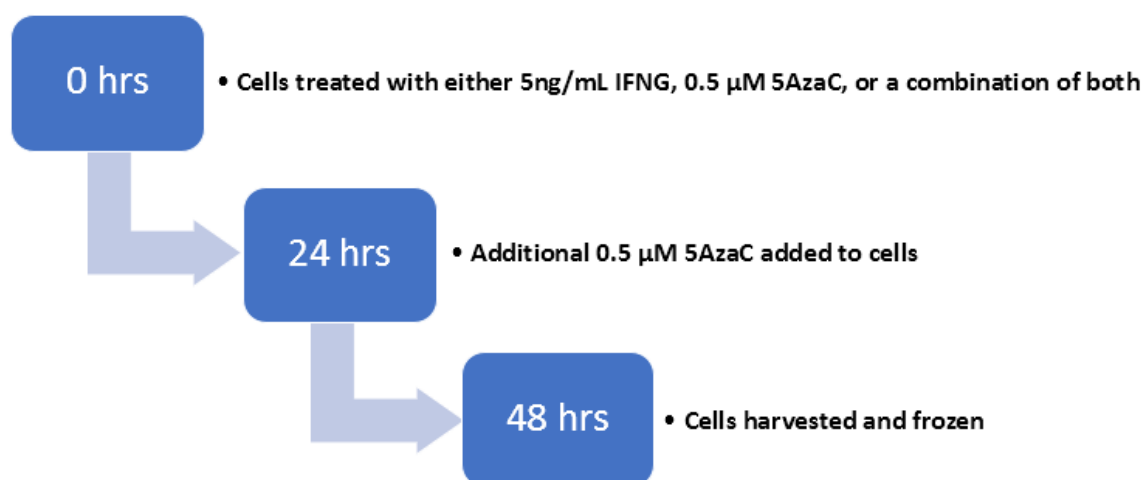 0 hrs
• Cells treated with either 5ng/mL IFNG, 0.5 µM 5AzaC, or a combination of both
24 hrs
• Additional 0.5 µM 5AzaC added to cells
48 hrs
• Cells harvested and frozen